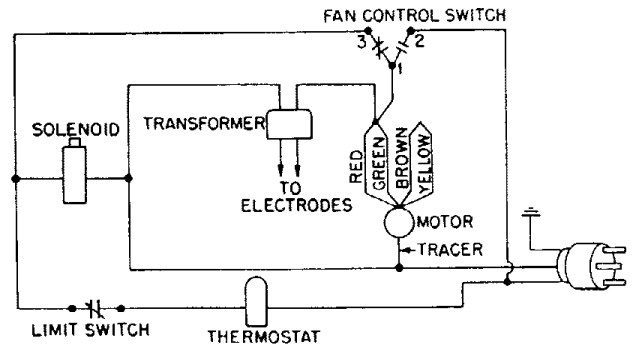 FAN CONTROL SWITCH
3
2
1
SOLENOID
TRANSFORMER
TO
ELECTRODES
RED
GREEN
BROWN
YELLOW
MOTOR
TRACER
LIMIT SWITCH
THERMOSTAT